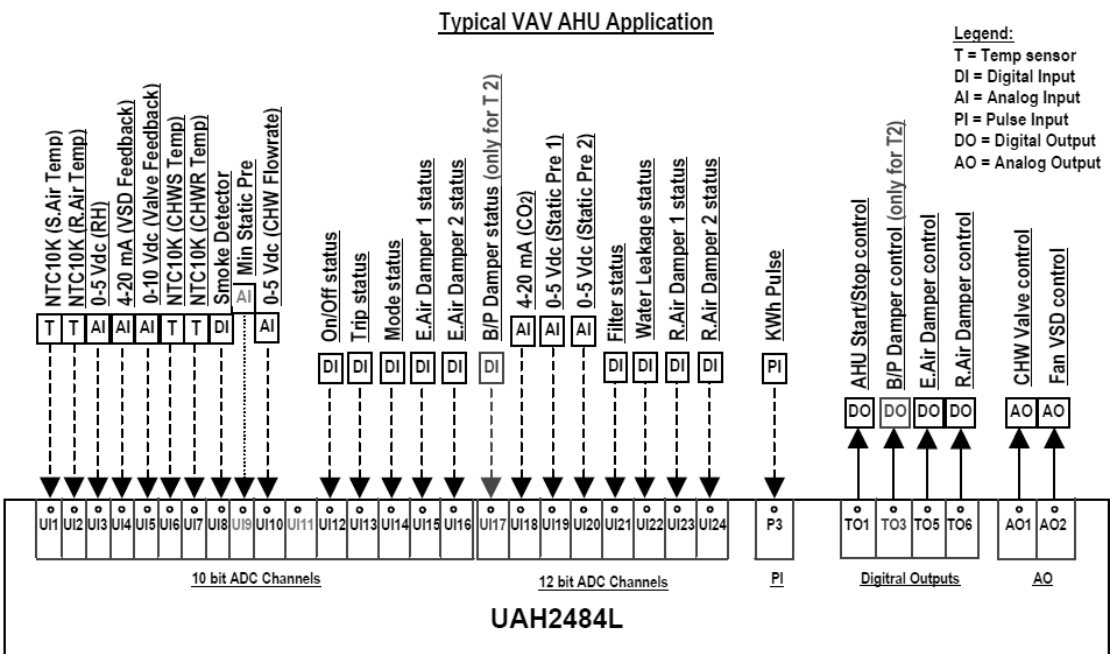 Typical VAV AHU Application
Legend:
T = Temp sensor
DI = Digital Input
AI = Analog Input
PI = Pulse Input
DO = Digital Output
AO = Analog Output
NTC10K (S.Air Temp)
NTC10K (R.Air Temp)
0-5 Vdc (RH)
4-20 mA (VSD Feedback)
0-10 Vdc (Valve Feedback)
NTC10K (CHWS Temp)
NTC10K (CHWR Temp)
Smoke Detector
Min Static Pre
0-5 Vdc (CHW Flowrate)
On/Off status
Trip status
Mode status
E.Air Damper 1 status
E.Air Damper 2 status
B/P Damper status (only for T 2)
4-20 mA (CO2)
0-5 Vdc (Static Pre 1)
0-5 Vdc (Static Pre 2)
Filter status
Water Leakage status
R.Air Damper 1 status
R.Air Damper 2 status
KWh Pulse
AHU Start/Stop control
B/P Damper control (only for T2)
E.Air Damper control
R.Air Damper control
CHW Valve control
Fan VSD control
T T AI AI AI T T DI AI AI
DI DI DI DI DI DI AI AI AI DI DI DI DI PI
DO DO DO DO AO AO
UI1 UI2 UI3 UI4 UI5 UI6 UI7 UI8 UI9 UI10 UI11 UI12 UI13 UI14 UI15 UI16 UI17 UI18 UI19 UI20 UI21 UI22 UI23 UI24 P3 TO1 TO3 TO5 TO6 AO1 AO2
10 bit ADC Channels
12 bit ADC Channels
PI
Digitral Outputs
AO
UAH2484L